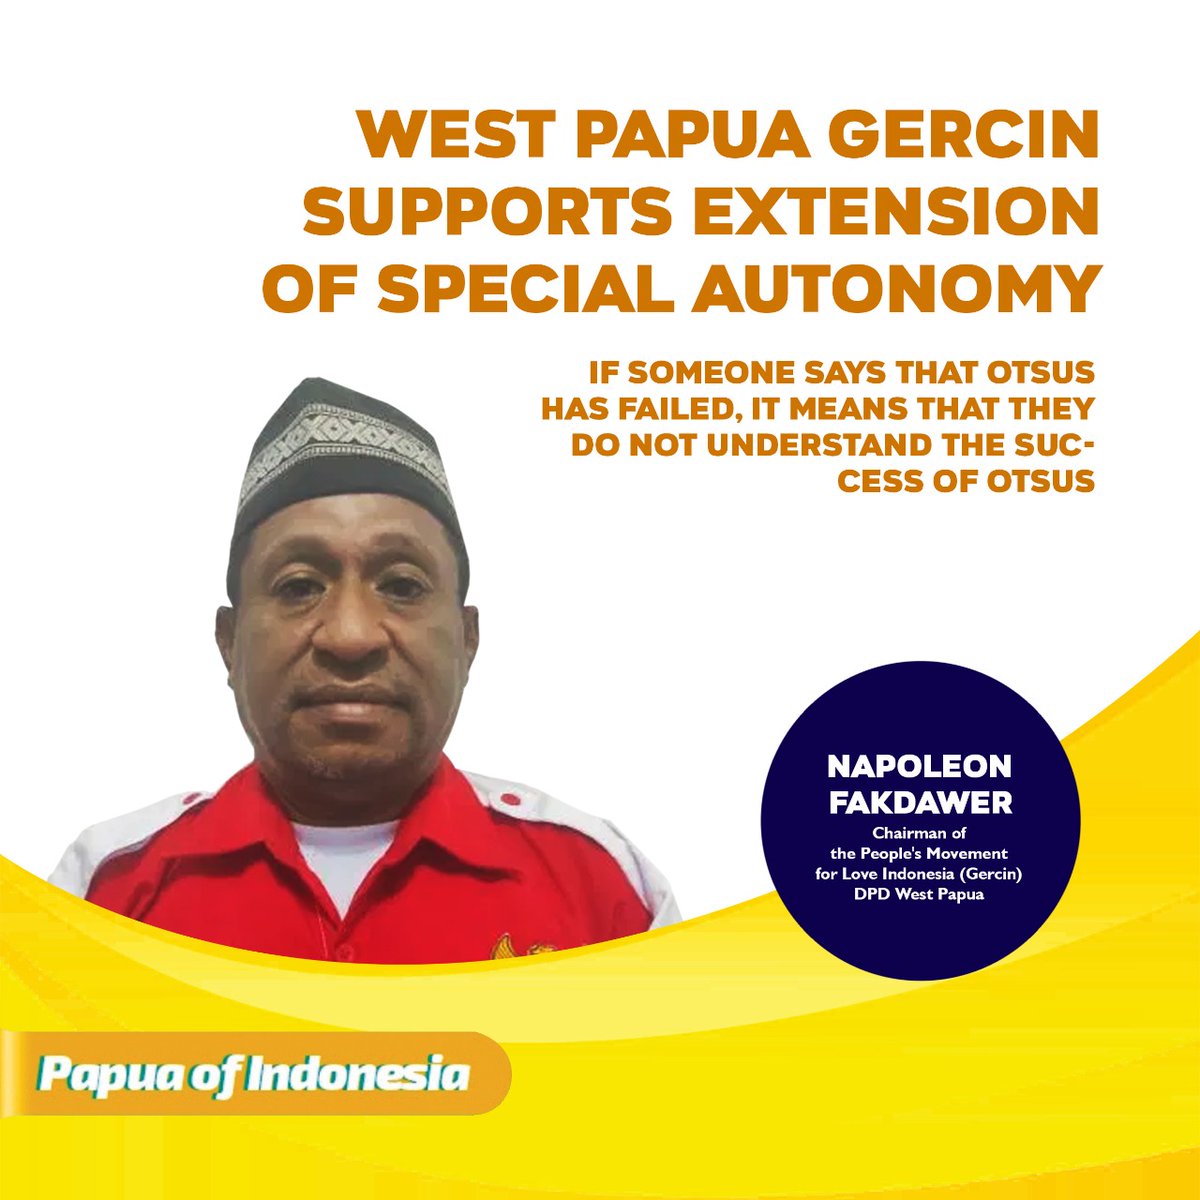 WEST PAPUA GERCIN
SUPPORTS EXTENSION
OF SPECIAL AUTONOMY
IF SOMEONE SAYS THAT OTSUS
HAS FAILED, IT MEANS THAT THEY
DO NOT UNDERSTAND THE SUC-
CESS OF OTSUS
NAPOLEON
FAKDAWER
Chairman of
the People's Movement
for Love Indonesia (Gercin)
DPD West Papua
Papua of Indonesia